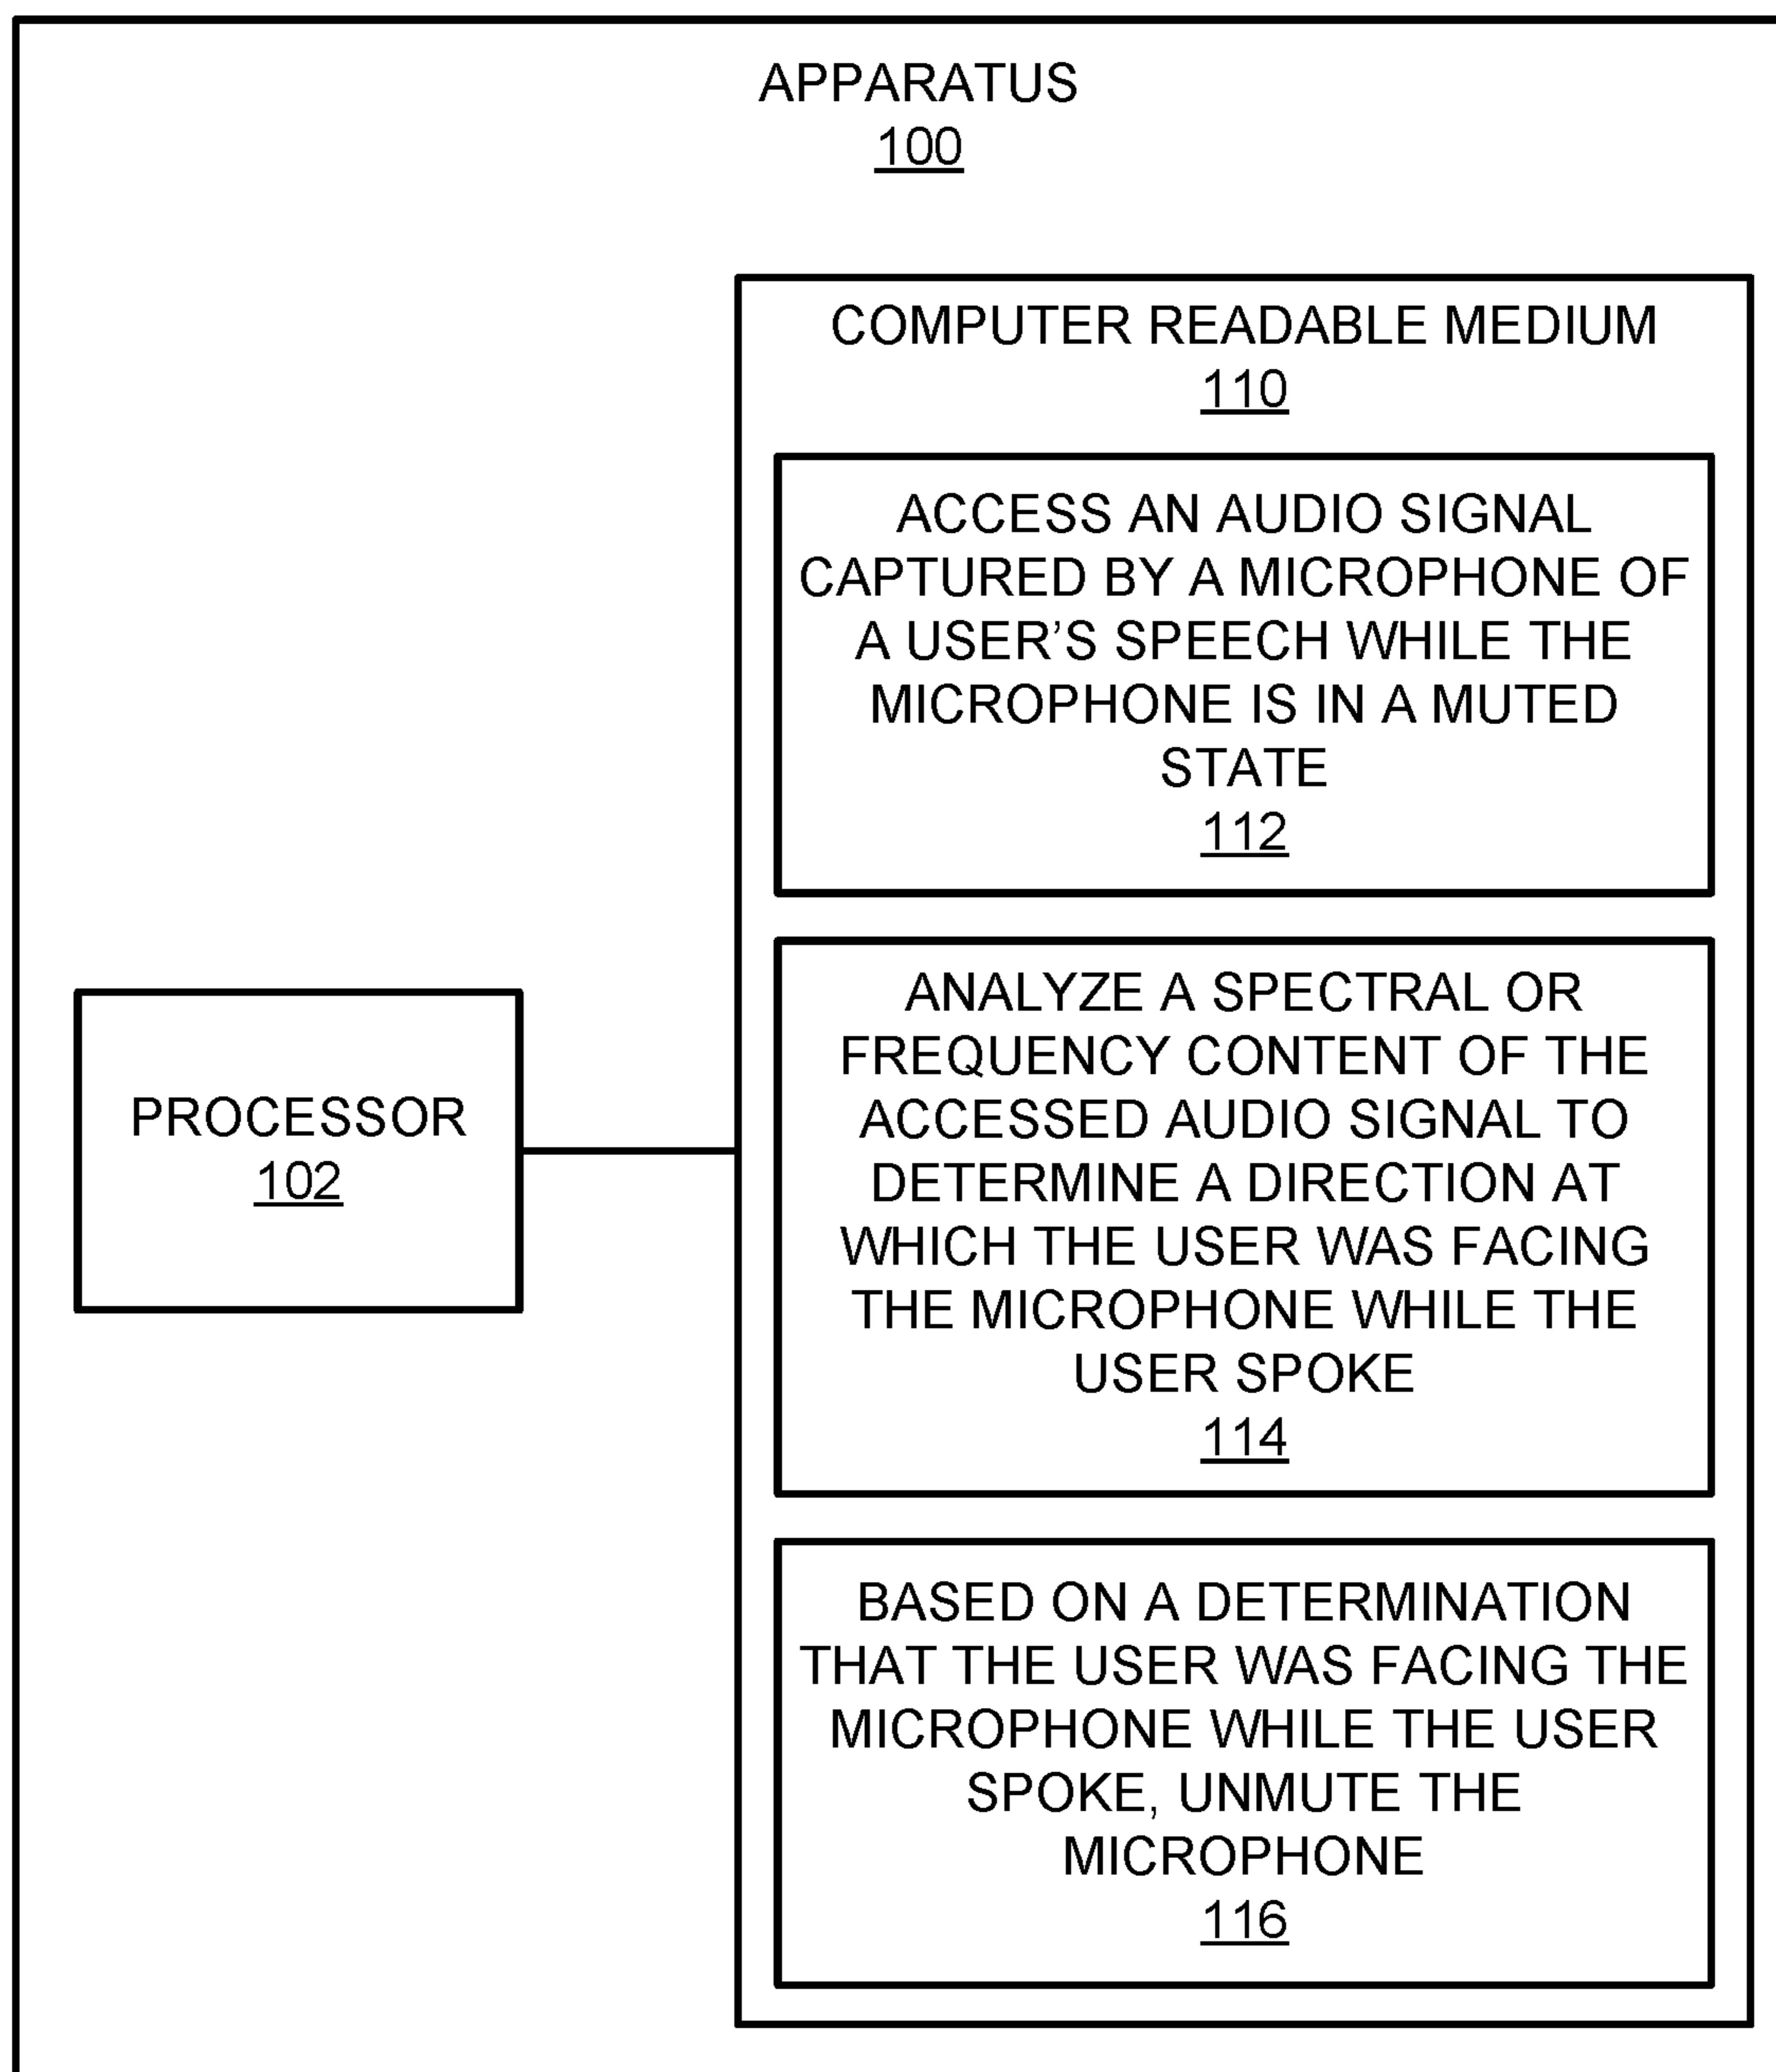 APPARATUS
100
COMPUTER READABLE MEDIUM
110
ACCESS AN AUDIO SIGNAL
CAPTURED BY A MICROPHONE OF
A USER’S SPEECH WHILE THE
MICROPHONE IS IN A MUTED
STATE
112
PROCESSOR
102
ANALYZE A SPECTRAL OR
FREQUENCY CONTENT OF THE
ACCESSED AUDIO SIGNAL TO
DETERMINE A DIRECTION AT
WHICH THE USER WAS FACING
THE MICROPHONE WHILE THE
USER SPOKE
114
BASED ON A DETERMINATION
THAT THE USER WAS FACING THE
MICROPHONE WHILE THE USER
SPOKE, UNMUTE THE
MICROPHONE
116